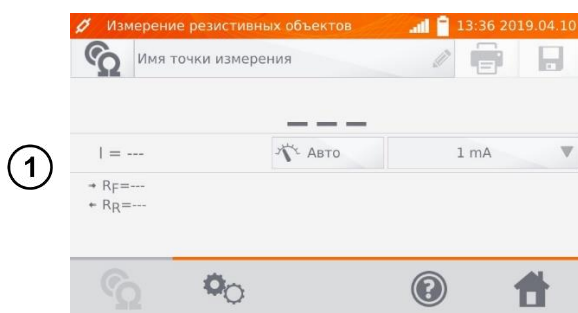 Измерение резистивных объектов 13:36 2019.04.10
Имя точки измерения
---
1
I = --- Авто 1 mA
→ RF=---
← RR=---